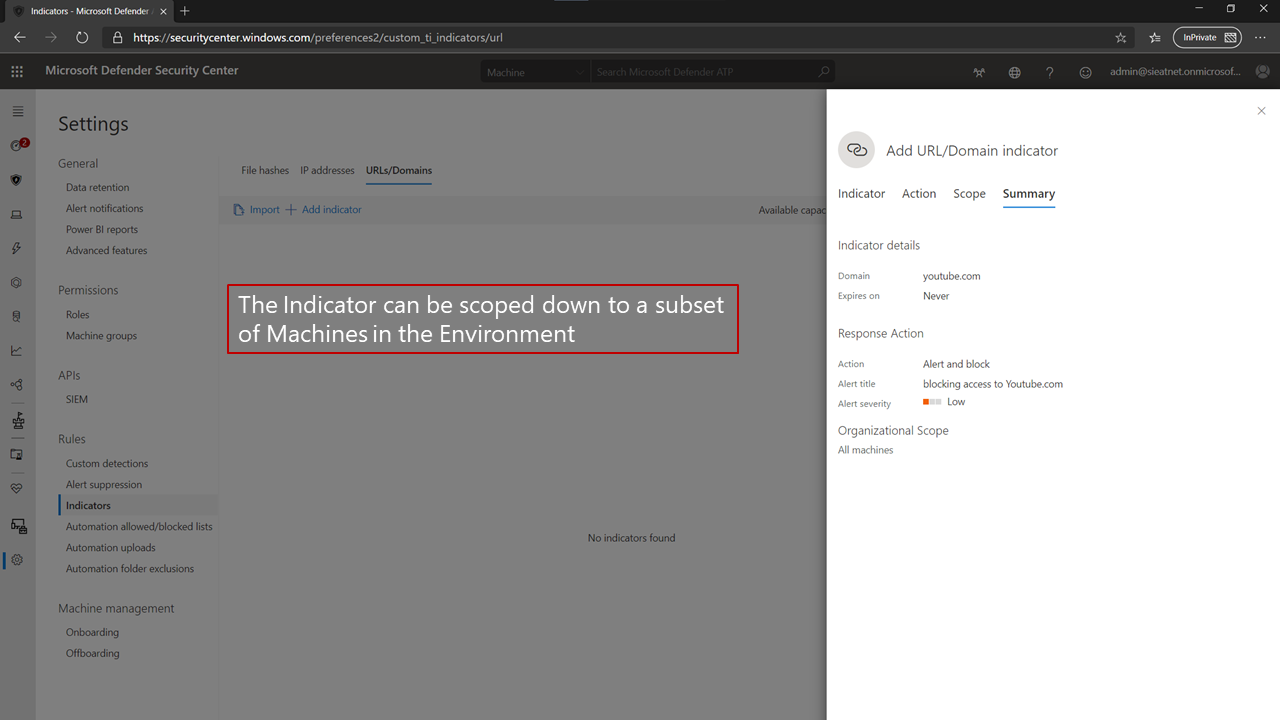 Indicators - Microsoft Defender
https://securitycenter.windows.com/preferences2/custom_ti_indicators/url
InPrivate
Microsoft Defender Security Center
Machine
Search Microsoft Defender ATP
admin@sieatnet.onmicrosof...
2
Settings
General
Data retention
Alert notifications
Power BI reports
Advanced features
Permissions
Roles
Machine groups
APIs
SIEM
Rules
Custom detections
Alert suppression
Indicators
Automation allowed/blocked lists
Automation uploads
Automation folder exclusions
Machine management
Onboarding
Offboarding
File hashes IP addresses URLs/Domains
Import Add indicator
Available capac
The Indicator can be scoped down to a subset
of Machines in the Environment
No indicators found
Add URL/Domain indicator
Indicator Action Scope Summary
Indicator details
Domain youtube.com
Expires on Never
Response Action
Action Alert and block
Alert title blocking access to Youtube.com
Alert severity Low
Organizational Scope
All machines